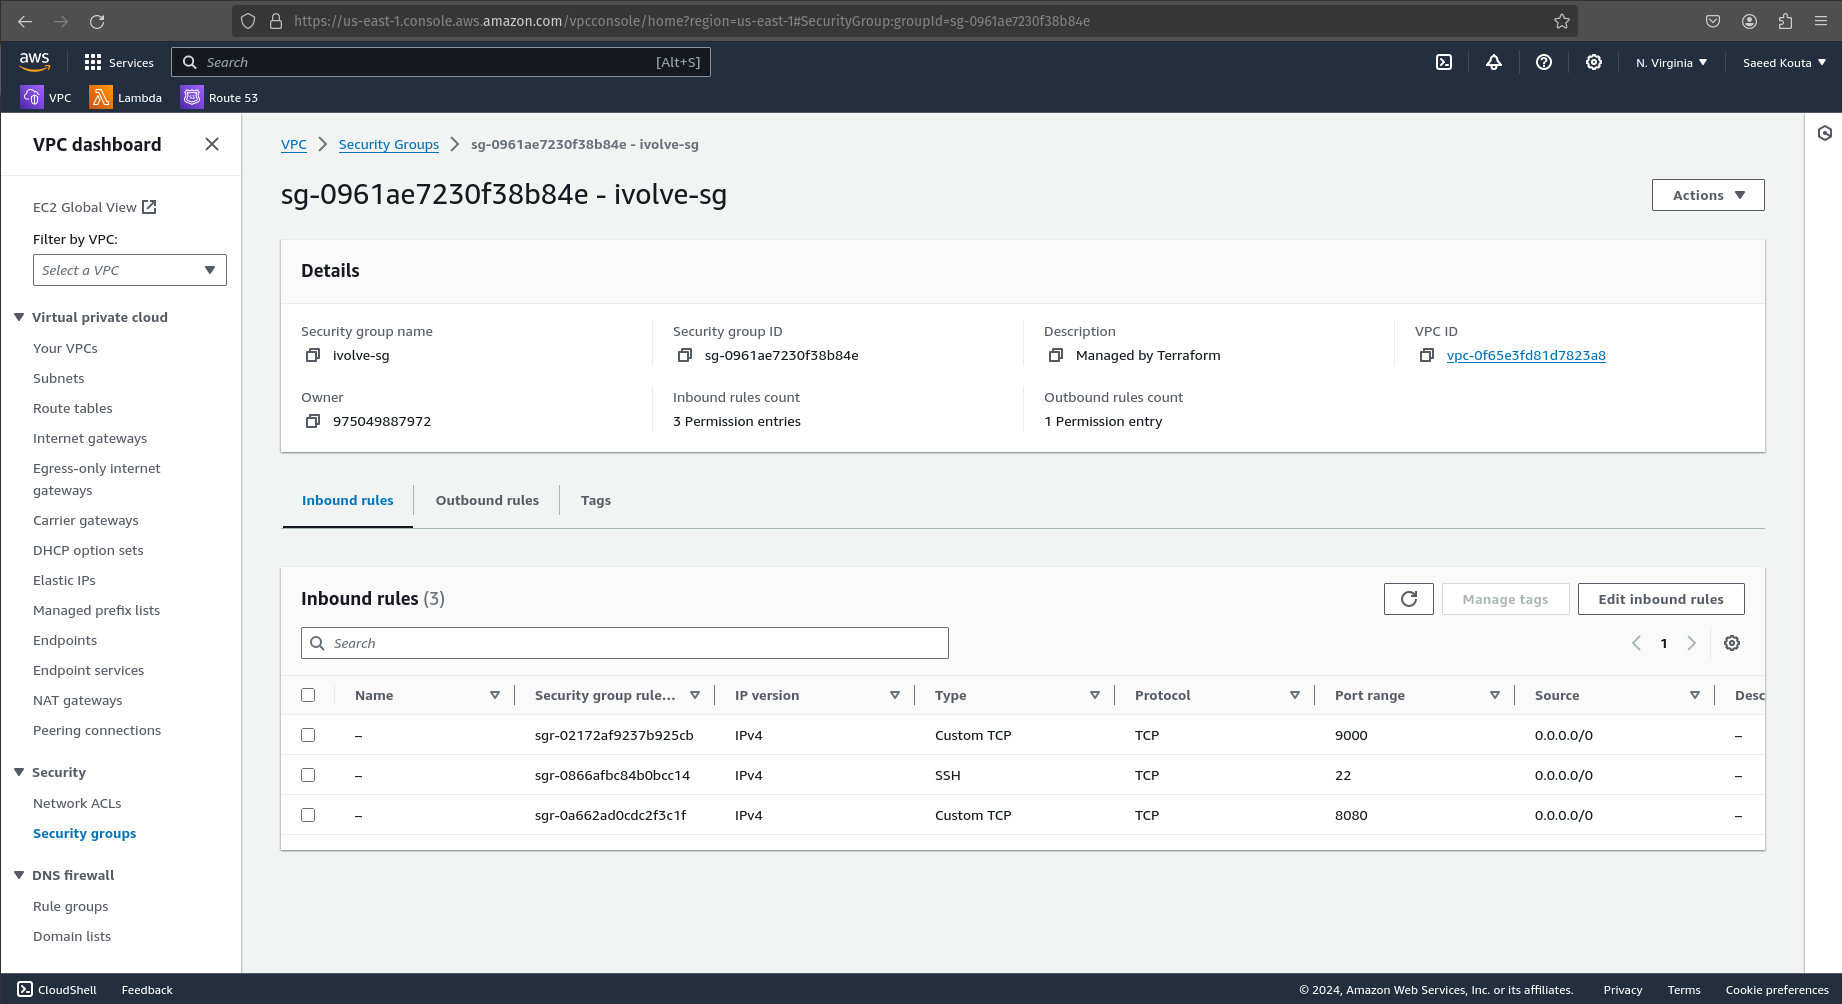 https://us-east-1.console.aws.amazon.com/vpcconsole/home?region=us-east-1#SecurityGroup:groupId=sg-0961ae7230f38b84e
aws Services Search [Alt+S] N. Virginia Saeed Kouta
VPC Lambda Route 53
VPC dashboard
EC2 Global View
Filter by VPC:
Select a VPC
Virtual private cloud
Your VPCs
Subnets
Route tables
Internet gateways
Egress-only internet
gateways
Carrier gateways
DHCP option sets
Elastic IPs
Managed prefix lists
Endpoints
Endpoint services
NAT gateways
Peering connections
Security
Network ACLs
Security groups
DNS firewall
Rule groups
Domain lists
VPC Security Groups sg-0961ae7230f38b84e - ivolve-sg
sg-0961ae7230f38b84e - ivolve-sg
Actions
Details
Security group name Security group ID Description VPC ID
ivolve-sg sg-0961ae7230f38b84e Managed by Terraform vpc-0f65e3fd81d7823a8
Owner Inbound rules count Outbound rules count
975049887972 3 Permission entries 1 Permission entry
Inbound rules Outbound rules Tags
Inbound rules (3)
Manage tags Edit inbound rules
Search
1
Name Security group rule... IP version Type Protocol Port range Source Desc
– sgr-02172af9237b925cb IPv4 Custom TCP TCP 9000 0.0.0.0/0 –
– sgr-0866afbc84b0bcc14 IPv4 SSH TCP 22 0.0.0.0/0 –
– sgr-0a662ad0cdc2f3c1f IPv4 Custom TCP TCP 8080 0.0.0.0/0 –
CloudShell Feedback © 2024, Amazon Web Services, Inc. or its affiliates. Privacy Terms Cookie preferences